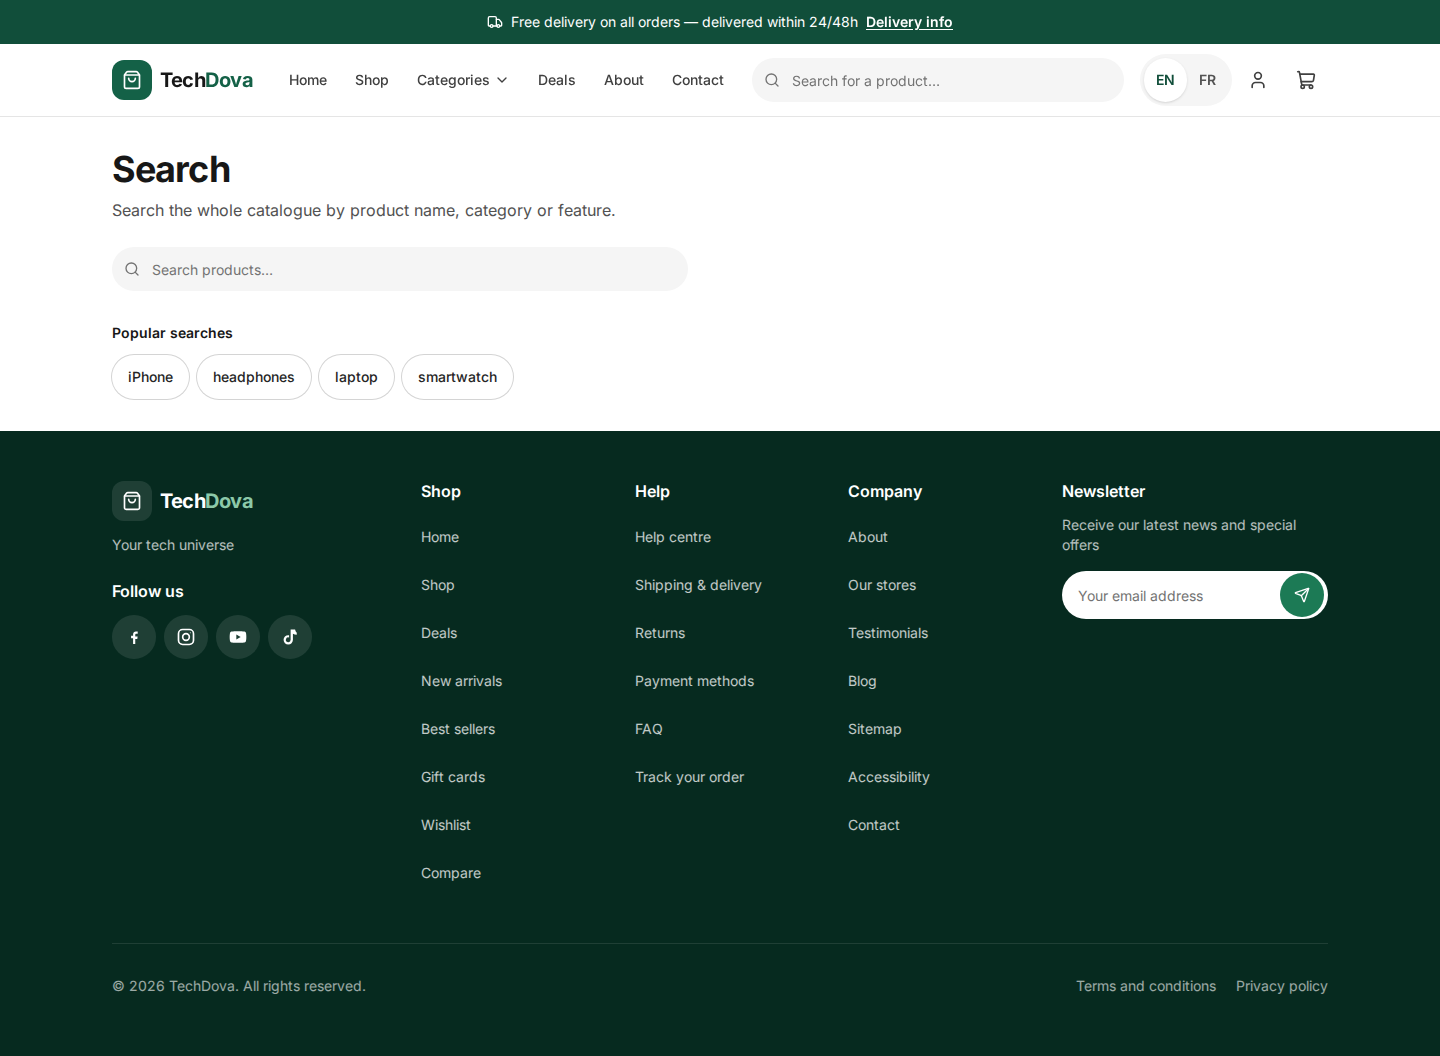 Free delivery on all orders — delivered within 24/48h Delivery info
TechDova
Home Shop Categories Deals About Contact
Search for a product...
EN FR
Search
Search the whole catalogue by product name, category or feature.
Search products...
Popular searches
iPhone headphones laptop smartwatch
TechDova
Your tech universe
Follow us
Shop
Home
Shop
Deals
New arrivals
Best sellers
Gift cards
Wishlist
Compare
Help
Help centre
Shipping & delivery
Returns
Payment methods
FAQ
Track your order
Company
About
Our stores
Testimonials
Blog
Sitemap
Accessibility
Contact
Newsletter
Receive our latest news and special
offers
Your email address
© 2026 TechDova. All rights reserved.
Terms and conditions Privacy policy